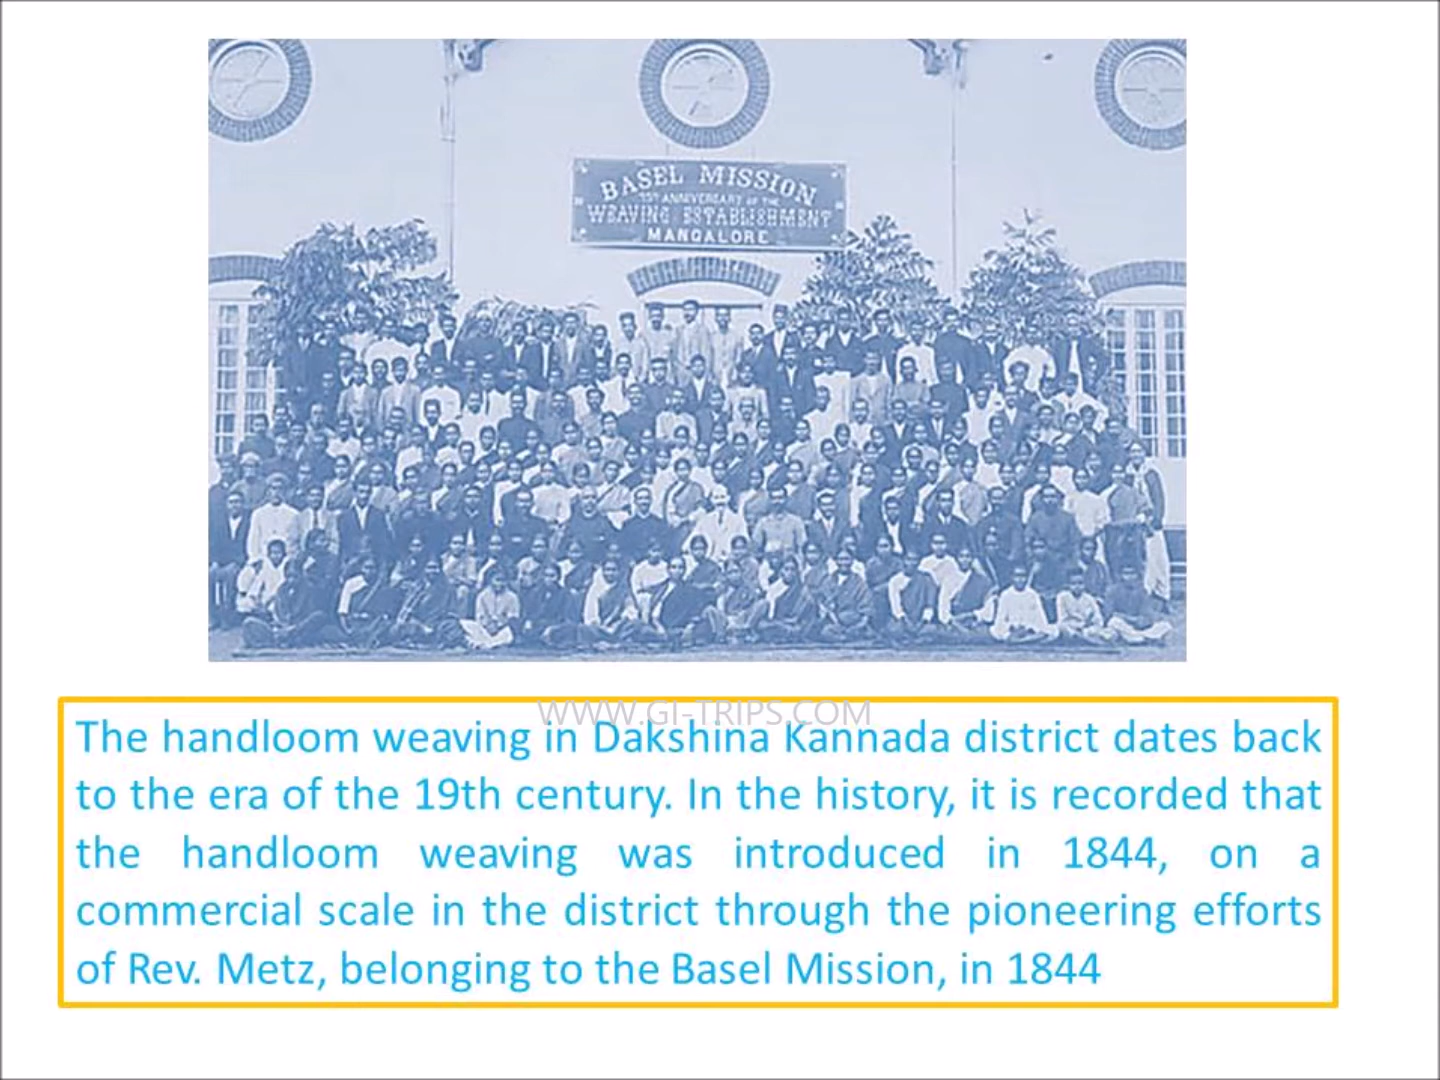 BASEL MISSION
ANNIVERSARY OF THE
WEAVING ESTABLISHMENT
MANGALORE
WWW.GI-TRIPS.COM
The handloom weaving in Dakshina Kannada district dates back
to the era of the 19th century. In the history, it is recorded that
the handloom weaving was introduced in 1844, on a
commercial scale in the district through the pioneering efforts
of Rev. Metz, belonging to the Basel Mission, in 1844